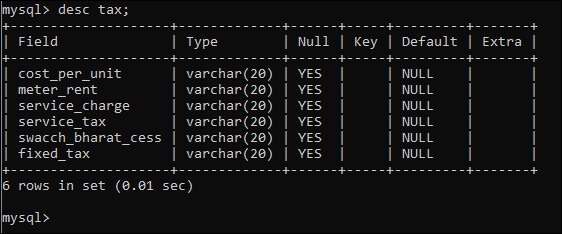 mysql> desc tax;
+-------------------+-------------+------+-----+---------+-------+
| Field             | Type        | Null | Key | Default | Extra |
+-------------------+-------------+------+-----+---------+-------+
| cost_per_unit     | varchar(20) | YES  |     | NULL    |       |
| meter_rent        | varchar(20) | YES  |     | NULL    |       |
| service_charge    | varchar(20) | YES  |     | NULL    |       |
| service_tax       | varchar(20) | YES  |     | NULL    |       |
| swacch_bharat_cess | varchar(20) | YES  |     | NULL    |       |
| fixed_tax         | varchar(20) | YES  |     | NULL    |       |
+-------------------+-------------+------+-----+---------+-------+
6 rows in set (0.01 sec)
mysql>